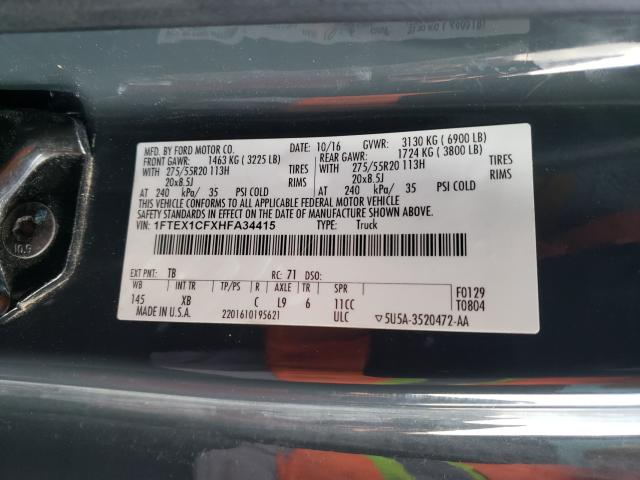 MFD. BY FORD MOTOR CO. 10/16 GVWR: 3130 KG (6900 LB)
FRONT GAWR: 1463 KG (3225 LB) REAR GAWR: 1724 KG (3800 LB)
WITH 275/55R20 113H TIRES WITH 275/55R20 113H TIRES
20x8.5J RIMS 20x8.5J RIMS
AT 240 kPa/ 35 PSI COLD AT 240 kPa/ 35 PSI COLD
THIS VEHICLE CONFORMS TO ALL APPLICABLE FEDERAL MOTOR VEHICLE
SAFETY STANDARDS IN EFFECT ON THE DATE OF MANUFACTURE SHOWN ABOVE.
VIN: 1FTEX1CFXHFA34415 TYPE: Truck
EXT PNT: TB RC: 71 DSO:
WB INT TR TP/PS R AXLE TR SPR F0129
145 XB C L9 6 11CC T0804
MADE IN U.S.A. 2201610195621 ULC ▽5U5A-3520472-AA
10.9